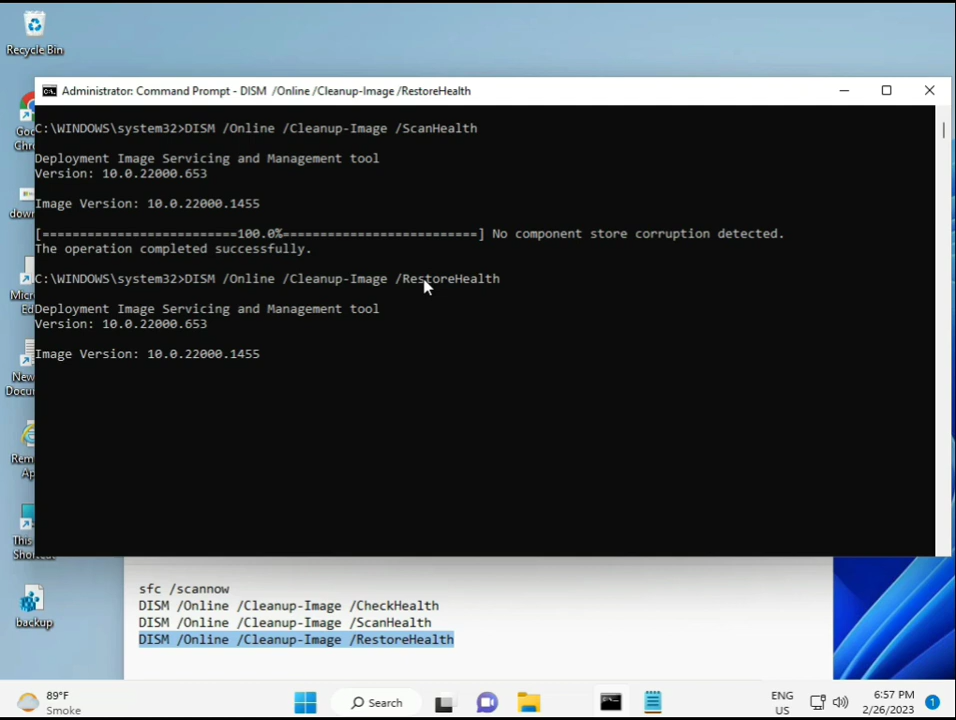 Recycle Bin
Administrator: Command Prompt - DISM /Online /Cleanup-Image /RestoreHealth
C:\WINDOWS\system32>DISM /Online /Cleanup-Image /ScanHealth
Deployment Image Servicing and Management tool
Version: 10.0.22000.653
Image Version: 10.0.22000.1455
[==========================100.0%==========================] No component store corruption detected.
The operation completed successfully.
C:\WINDOWS\system32>DISM /Online /Cleanup-Image /RestoreHealth
Deployment Image Servicing and Management tool
Version: 10.0.22000.653
Image Version: 10.0.22000.1455
sfc /scannow
DISM /Online /Cleanup-Image /CheckHealth
DISM /Online /Cleanup-Image /ScanHealth
DISM /Online /Cleanup-Image /RestoreHealth
backup
89°F
Smoke
Search
ENG
US
6:57 PM
2/26/2023
1